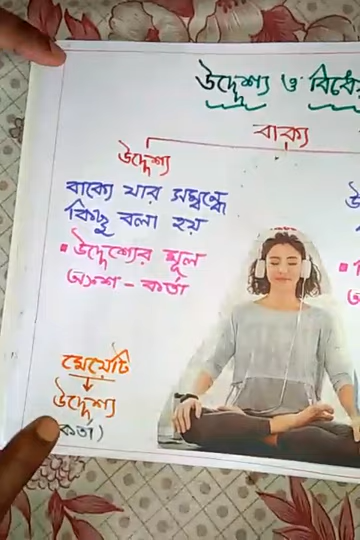 উদ্দেশ্য ও বিধেয়
বাক্য
উদ্দেশ্য
বাক্যে যার সম্বন্ধে
কিছু বলা হয়
▪ উদ্দেশ্যের মূল
অংশ - কর্তা
মেয়েটি
↓
উদ্দেশ্য
কর্তা)